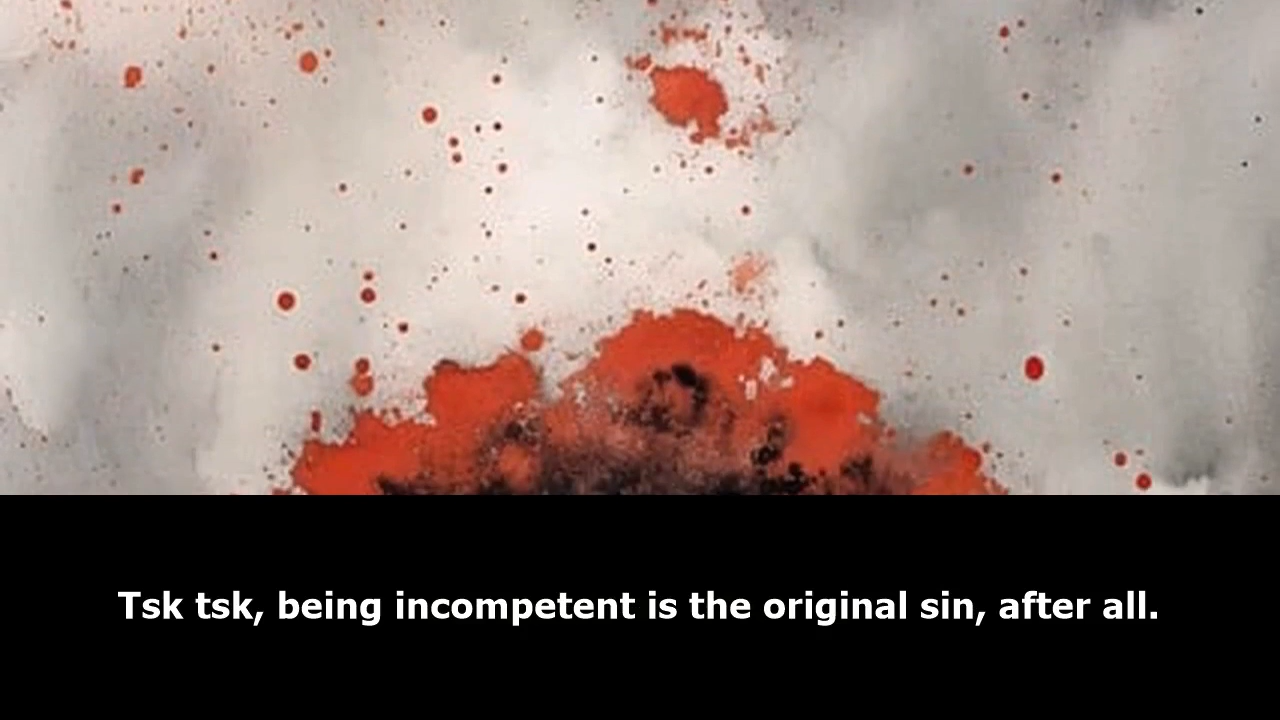 Tsk tsk, being incompetent is the original sin, after all.